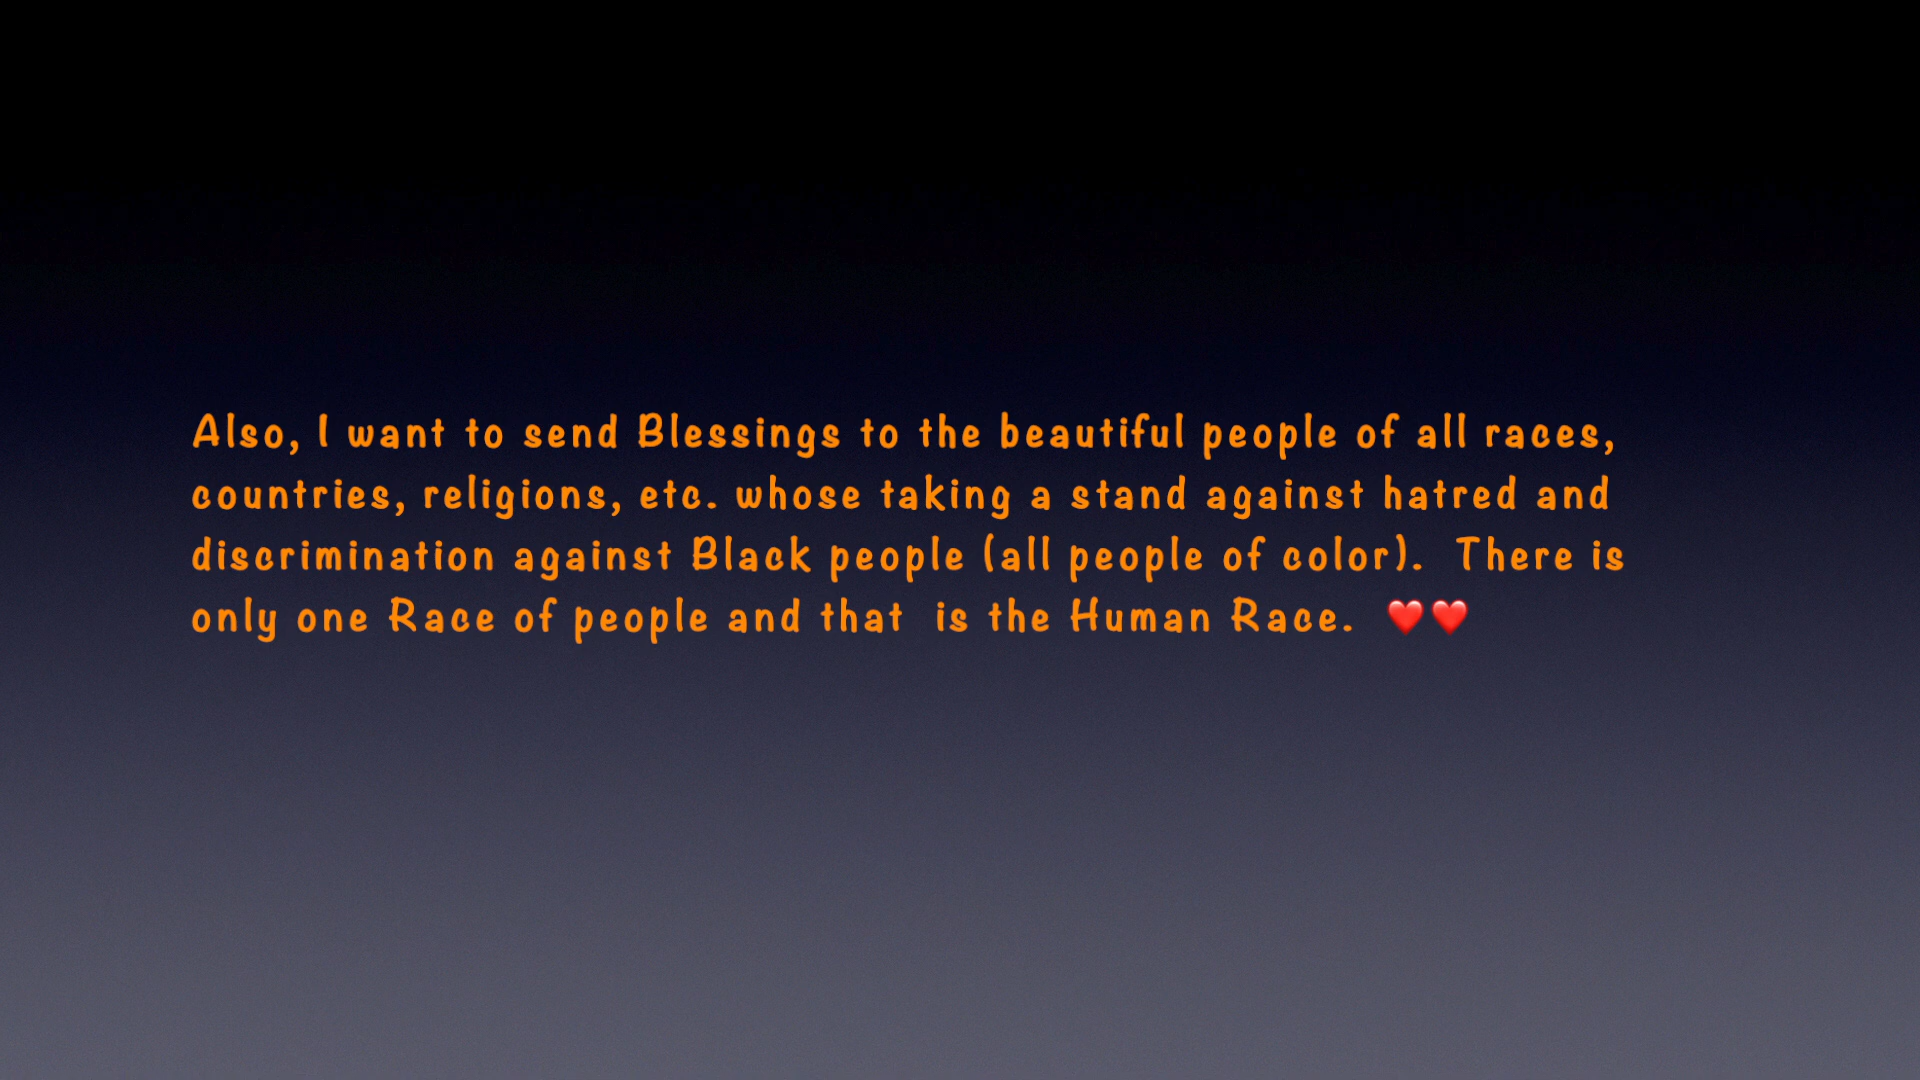 Also, I want to send Blessings to the beautiful people of all races,
countries, religions, etc. whose taking a stand against hatred and
discrimination against Black people (all people of color).  There is
only one Race of people and that  is the Human Race.  ❤️❤️